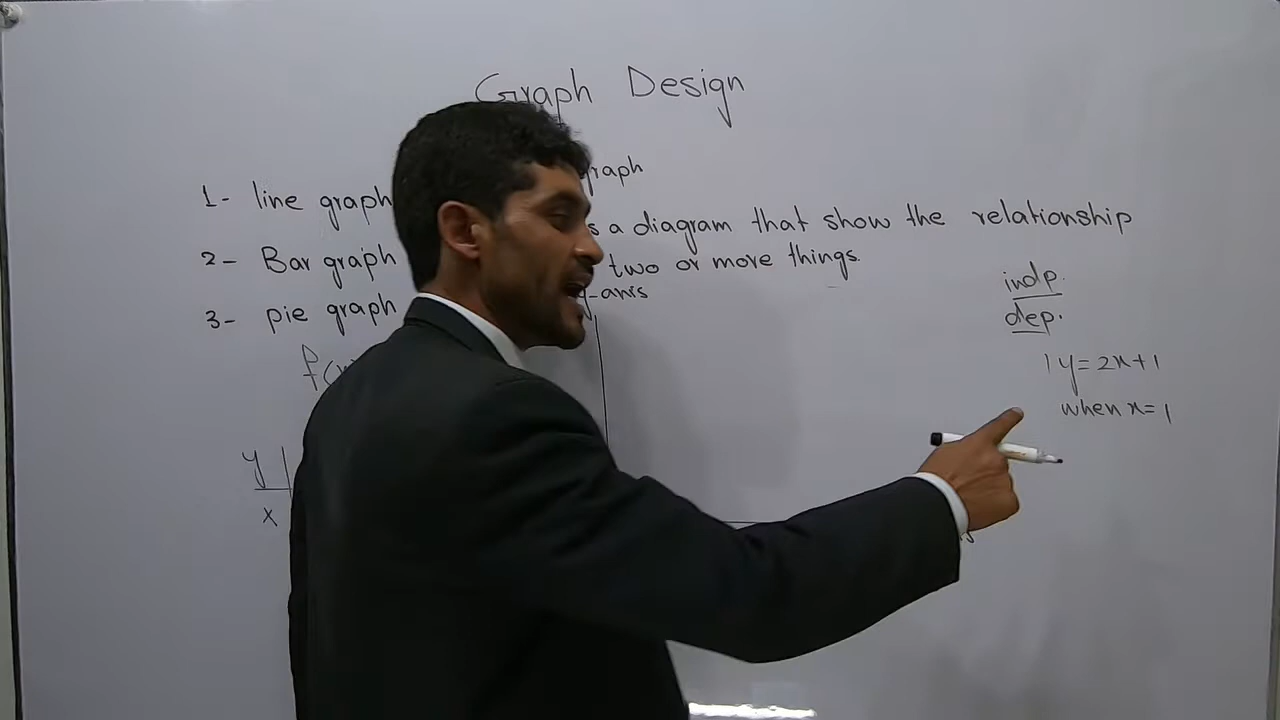 Graph Design
graph
1- line graph
s a diagram that show the relationship
2- Bar graph
two or more things.
y-axis
3- pie graph
indp.
dep.
f(
y = 2x+1
when x = 1
y
x